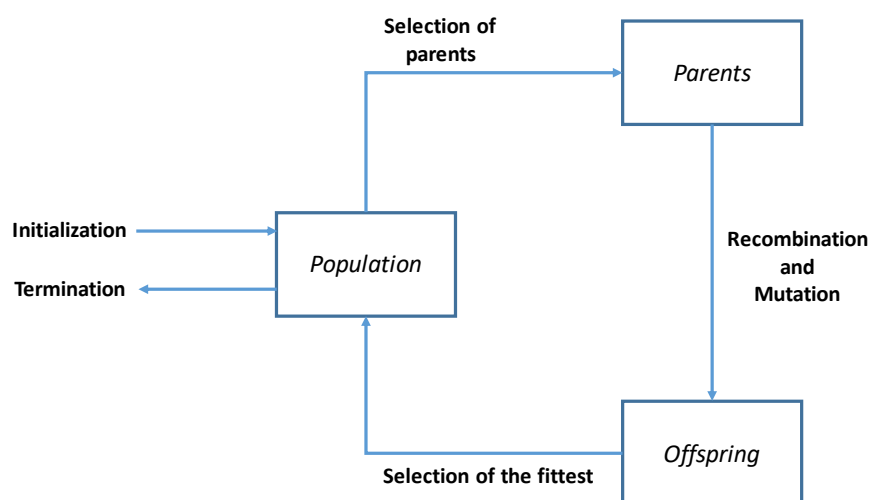 Selection of
parents
Parents
Initialization
Population
Termination
Recombination
and
Mutation
Offspring
Selection of the fittest